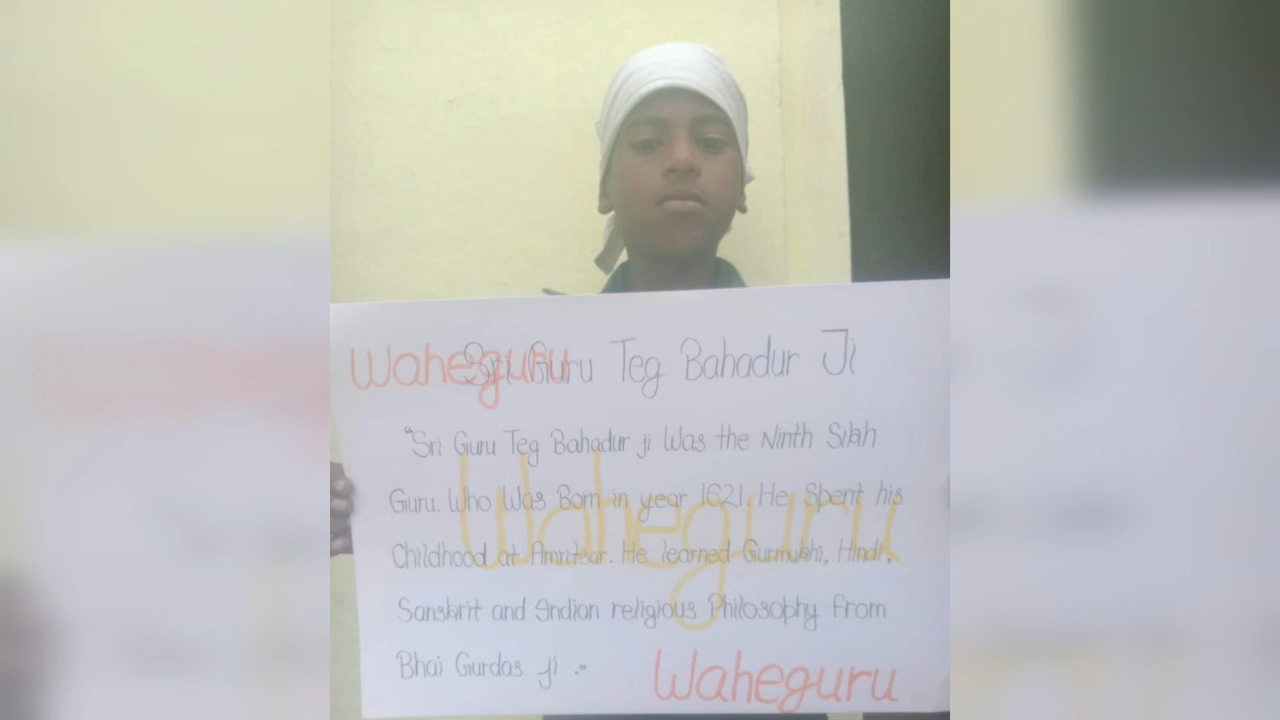 Waheguru
Sri Guru Teg Bahadur Ji
"Sri Guru Teg Bahadur ji Was the Ninth Sikh
Guru. Who Was Born in year 1621. He Spent his
Waheguru
Childhood at Amritsar. He learned Gurmukhi, Hindi,
Sanskrit and Indian religious Philosophy From
Bhai Gurdas ji ."
Waheguru